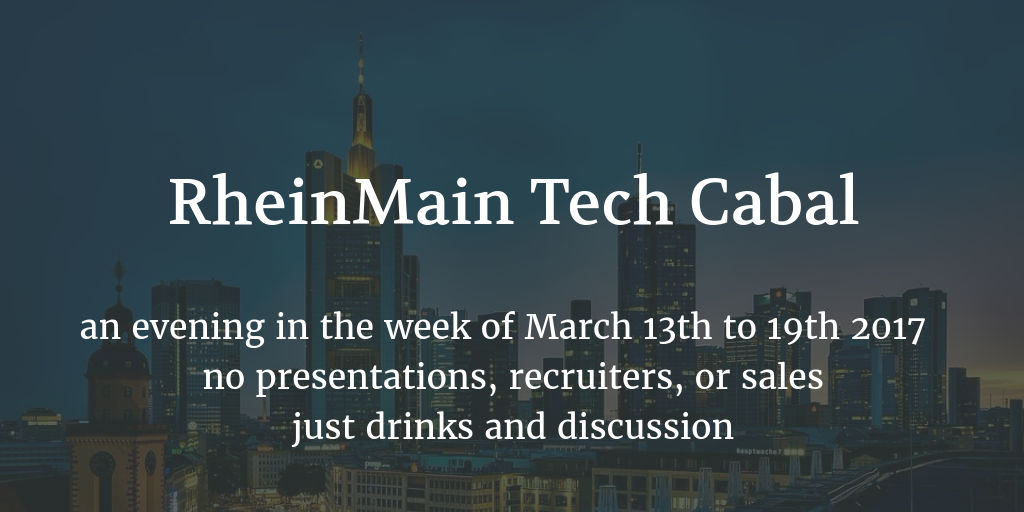 RheinMain Tech Cabal
an evening in the week of March 13th to 19th 2017
no presentations, recruiters, or sales
just drinks and discussion
hauptwache